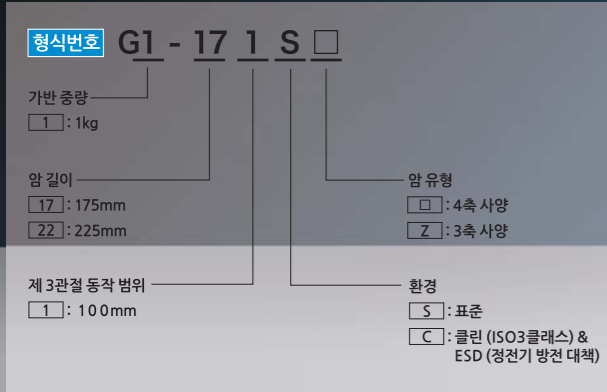 형식번호 G1 - 17 1 S □
가반 중량
1 : 1kg
암 길이
17 : 175mm
22 : 225mm
제 3관절 동작 범위
1 : 100mm
암 유형
□ : 4축 사양
Z : 3축 사양
환경
S : 표준
C : 클린 (ISO3클래스) &
ESD (정전기 방전 대책)